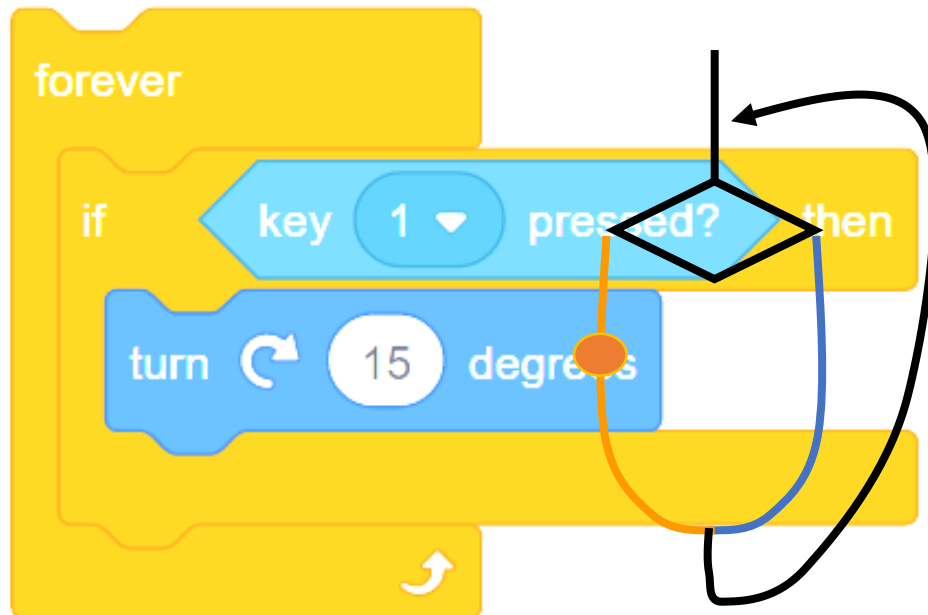 forever
if key 1 pressed? then
turn 15 degrees